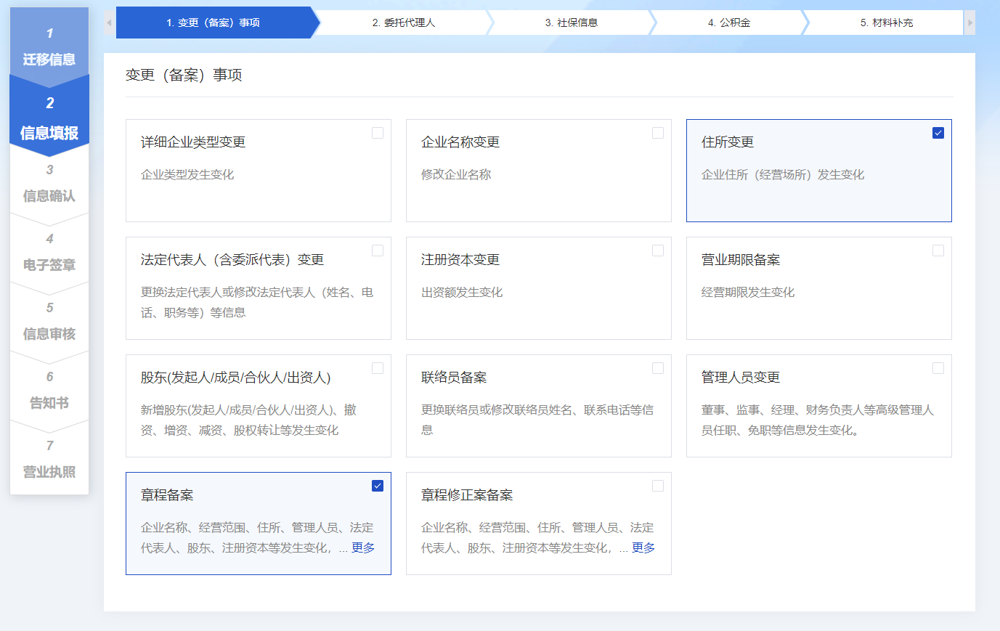 1
迁移信息
2
信息填报
3
信息确认
4
电子签章
5
信息审核
6
告知书
7
营业执照
1. 变更（备案）事项
2. 委托代理人
3. 社保信息
4. 公积金
5. 材料补充
变更（备案）事项
详细企业类型变更
企业类型发生变化
企业名称变更
修改企业名称
住所变更
企业住所（经营场所）发生变化
法定代表人（含委派代表）变更
更换法定代表人或修改法定代表人（姓名、电
话、职务等）等信息
注册资本变更
出资额发生变化
营业期限备案
经营期限发生变化
股东(发起人/成员/合伙人/出资人)
新增股东(发起人/成员/合伙人/出资人)、撤
资、增资、减资、股权转让等发生变化
联络员备案
更换联络员或修改联络员姓名、联系电话等信
息
管理人员变更
董事、监事、经理、财务负责人等高级管理人
员任职、免职等信息发生变化。
章程备案
企业名称、经营范围、住所、管理人员、法定
代表人、股东、注册资本等发生变化，... 更多
章程修正案备案
企业名称、经营范围、住所、管理人员、法定
代表人、股东、注册资本等发生变化，... 更多